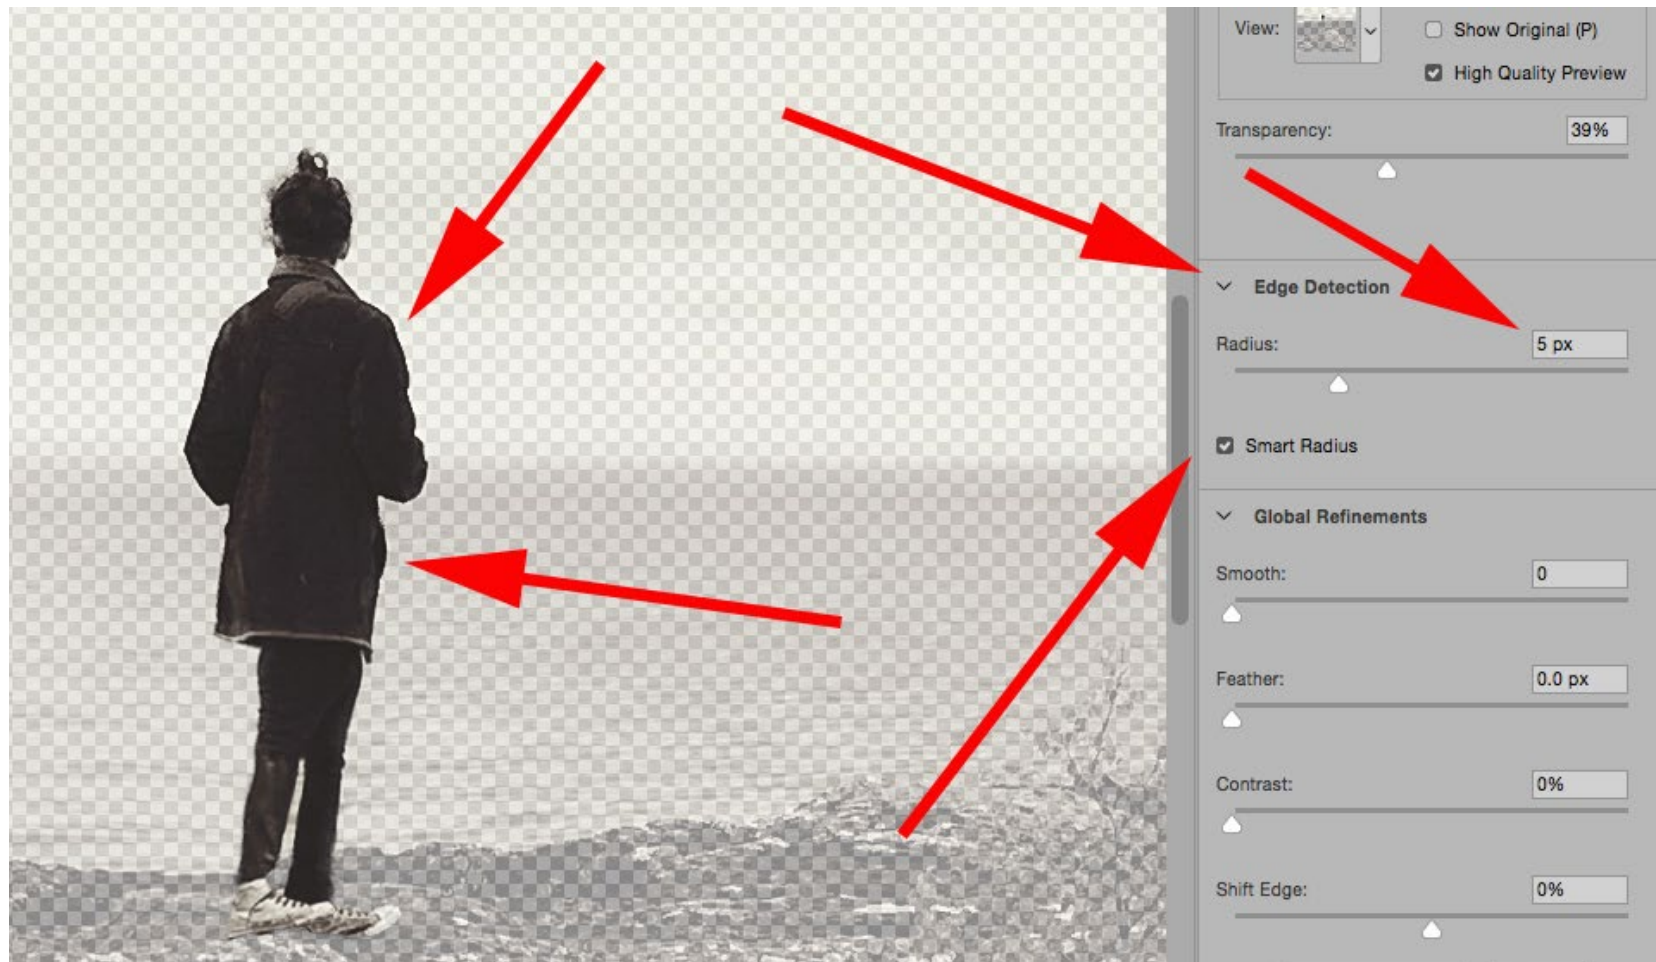 View:
Show Original (P)
High Quality Preview
Transparency: 39%
Edge Detection
Radius: 5 px
Smart Radius
Global Refinements
Smooth: 0
Feather: 0.0 px
Contrast: 0%
Shift Edge: 0%